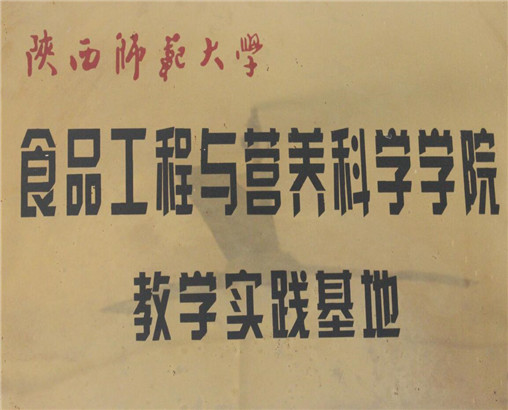 陕西师範大學
食品工程与营养科学学院
教学实践基地